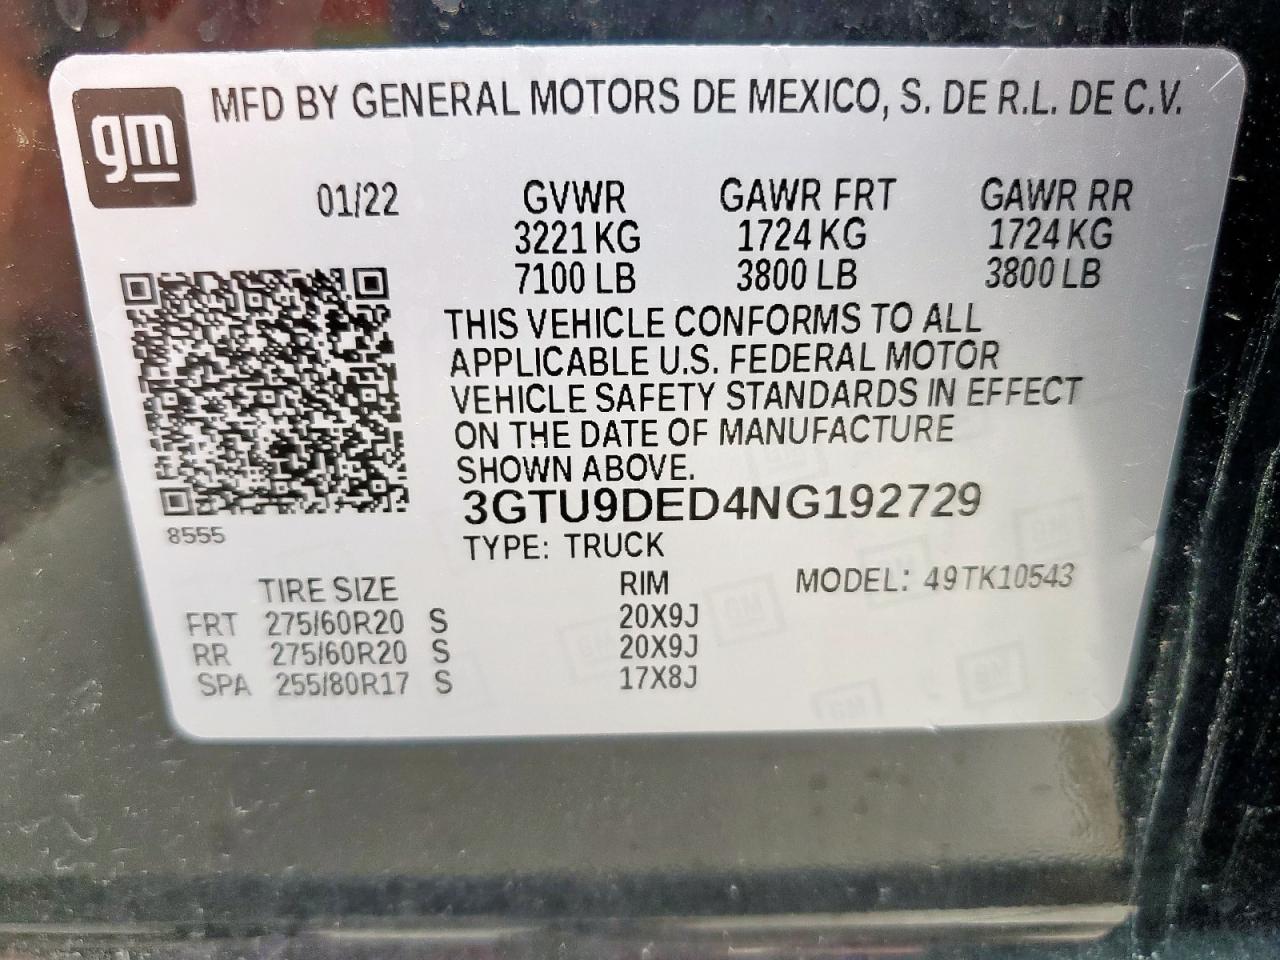 gm
MFD BY GENERAL MOTORS DE MEXICO, S. DE R.L. DE C.V.
01/22 GVWR GAWR FRT GAWR RR
3221 KG 1724 KG 1724 KG
7100 LB 3800 LB 3800 LB
THIS VEHICLE CONFORMS TO ALL
APPLICABLE U.S. FEDERAL MOTOR
VEHICLE SAFETY STANDARDS IN EFFECT
ON THE DATE OF MANUFACTURE
SHOWN ABOVE.
3GTU9DED4NG192729
8555
TYPE: TRUCK
TIRE SIZE RIM MODEL: 49TK10543
FRT 275/60R20 S 20X9J
RR 275/60R20 S 20X9J
SPA 255/80R17 S 17X8J